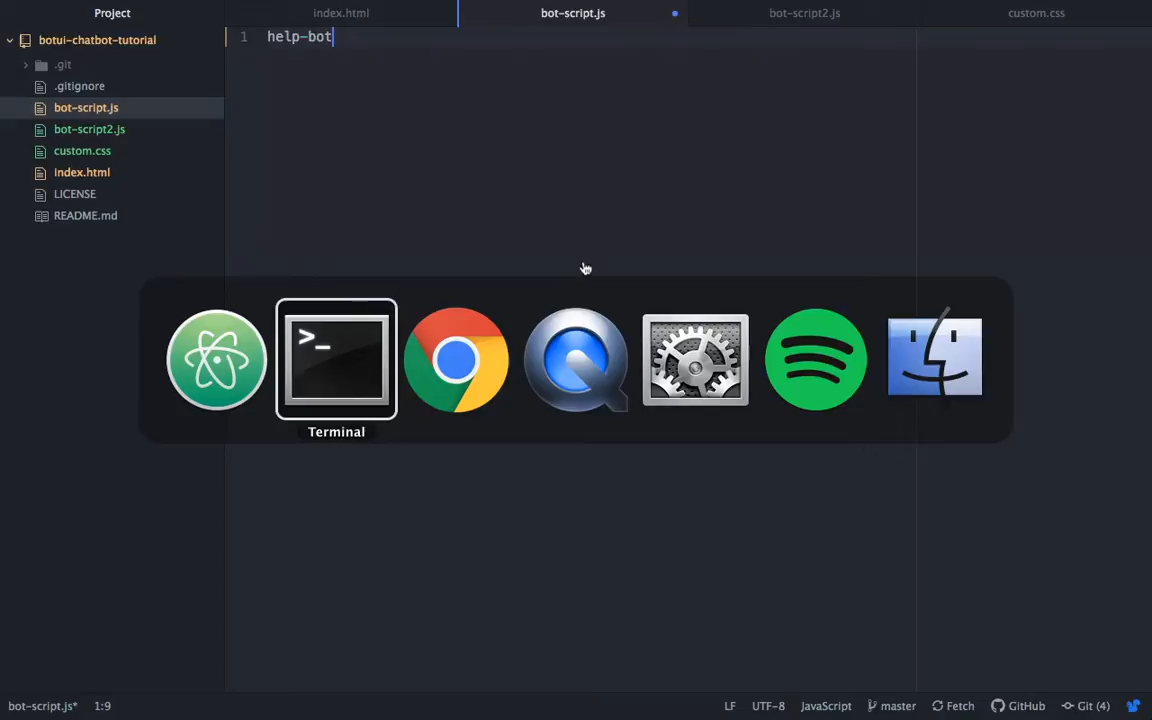 Project
index.html
bot-script.js
bot-script2.js
custom.css
botui-chatbot-tutorial
1 help-bot
.git
.gitignore
bot-script.js
bot-script2.js
custom.css
index.html
LICENSE
README.md
>_
Terminal
bot-script.js* 1:9
LF UTF-8 JavaScript master Fetch GitHub Git (4)